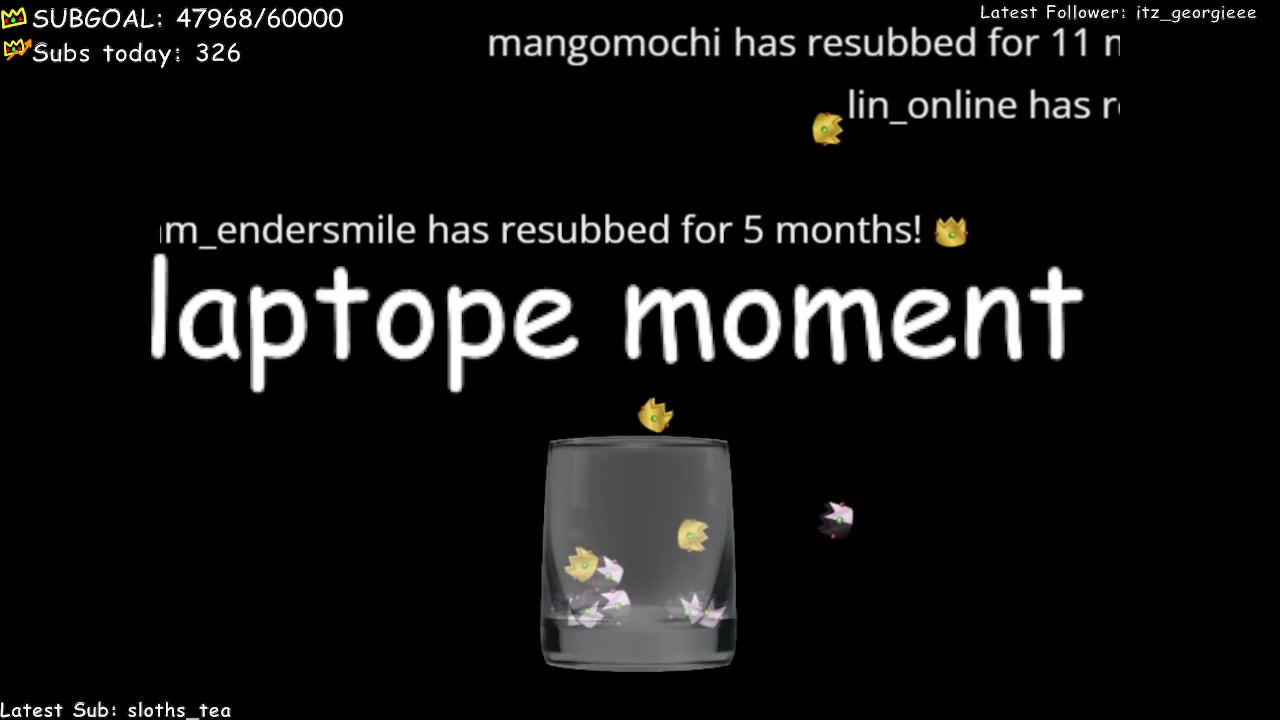 SUBGOAL: 47968/60000
Latest Follower: itz_georgieee
Subs today: 326
mangomochi has resubbed for 11
lin_online has
m_endersmile has resubbed for 5 months!
laptope moment
Latest Sub: sloths_tea